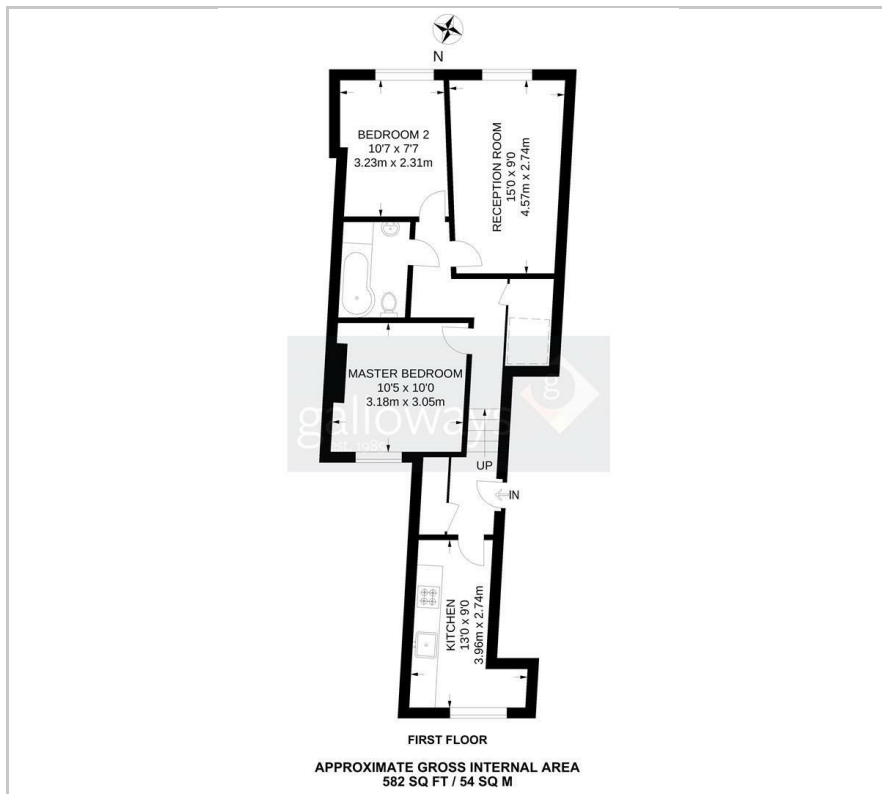 N
BEDROOM 2
10'7 x 7'7
3.23m x 2.31m
RECEPTION ROOM
15'0 x 9'0
4.57m x 2.74m
MASTER BEDROOM
10'5 x 10'0
3.18m x 3.05m
g
galloways
est. 1989
UP
IN
KITCHEN
13'0 x 9'0
3.96m x 2.74m
FIRST FLOOR
APPROXIMATE GROSS INTERNAL AREA
582 SQ FT / 54 SQ M